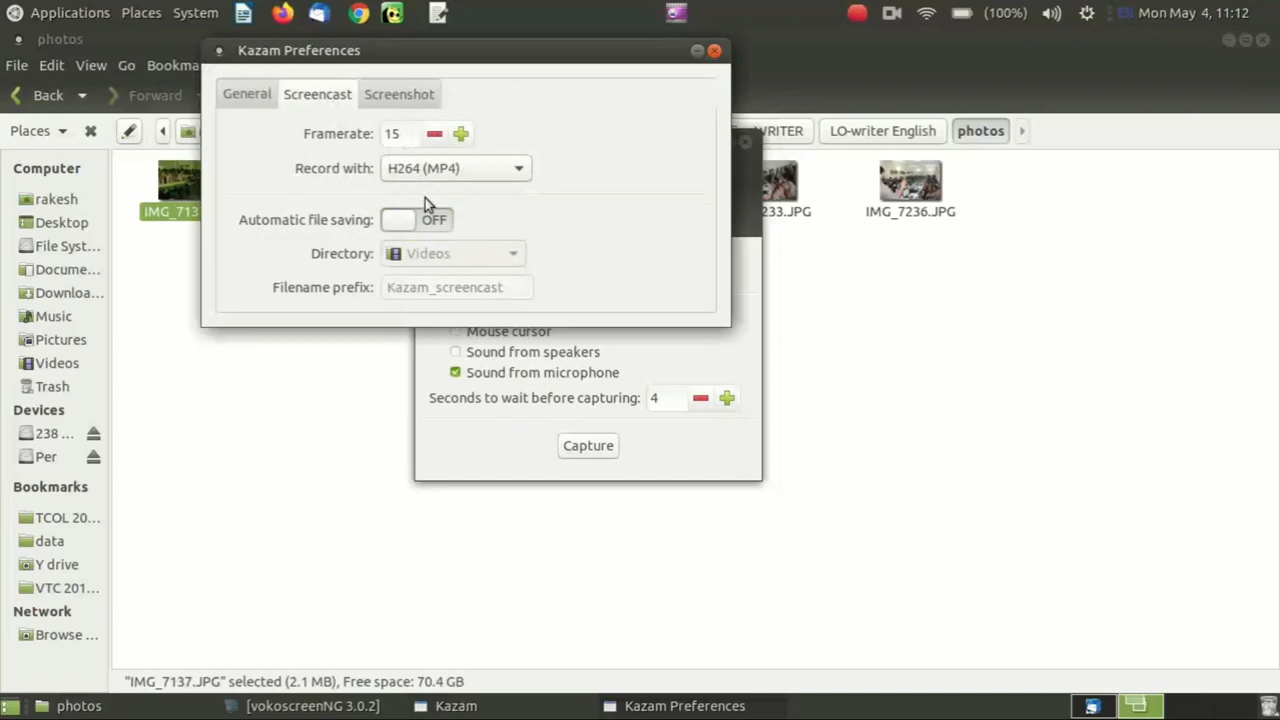 Applications Places System
(100%)
EN Mon May 4, 11:12
photos
File Edit View Go Bookma
Kazam Preferences
Back Forward
General Screencast Screenshot
Places
WRITER LO-writer English photos
Framerate: 15
Record with: H264 (MP4)
Automatic file saving: OFF
Directory: Videos
Filename prefix: Kazam_screencast
Computer
rakesh
Desktop
File Syst...
Docume...
Downloa...
Music
Pictures
Videos
Trash
Devices
238 ...
Per
Bookmarks
TCOL 20...
data
Y drive
VTC 201...
Network
Browse ...
IMG_713
233.JPG
IMG_7236.JPG
Mouse cursor
Sound from speakers
Sound from microphone
Seconds to wait before capturing: 4
Capture
"IMG_7137.JPG" selected (2.1 MB), Free space: 70.4 GB
photos [vokoscreenNG 3.0.2] Kazam Kazam Preferences